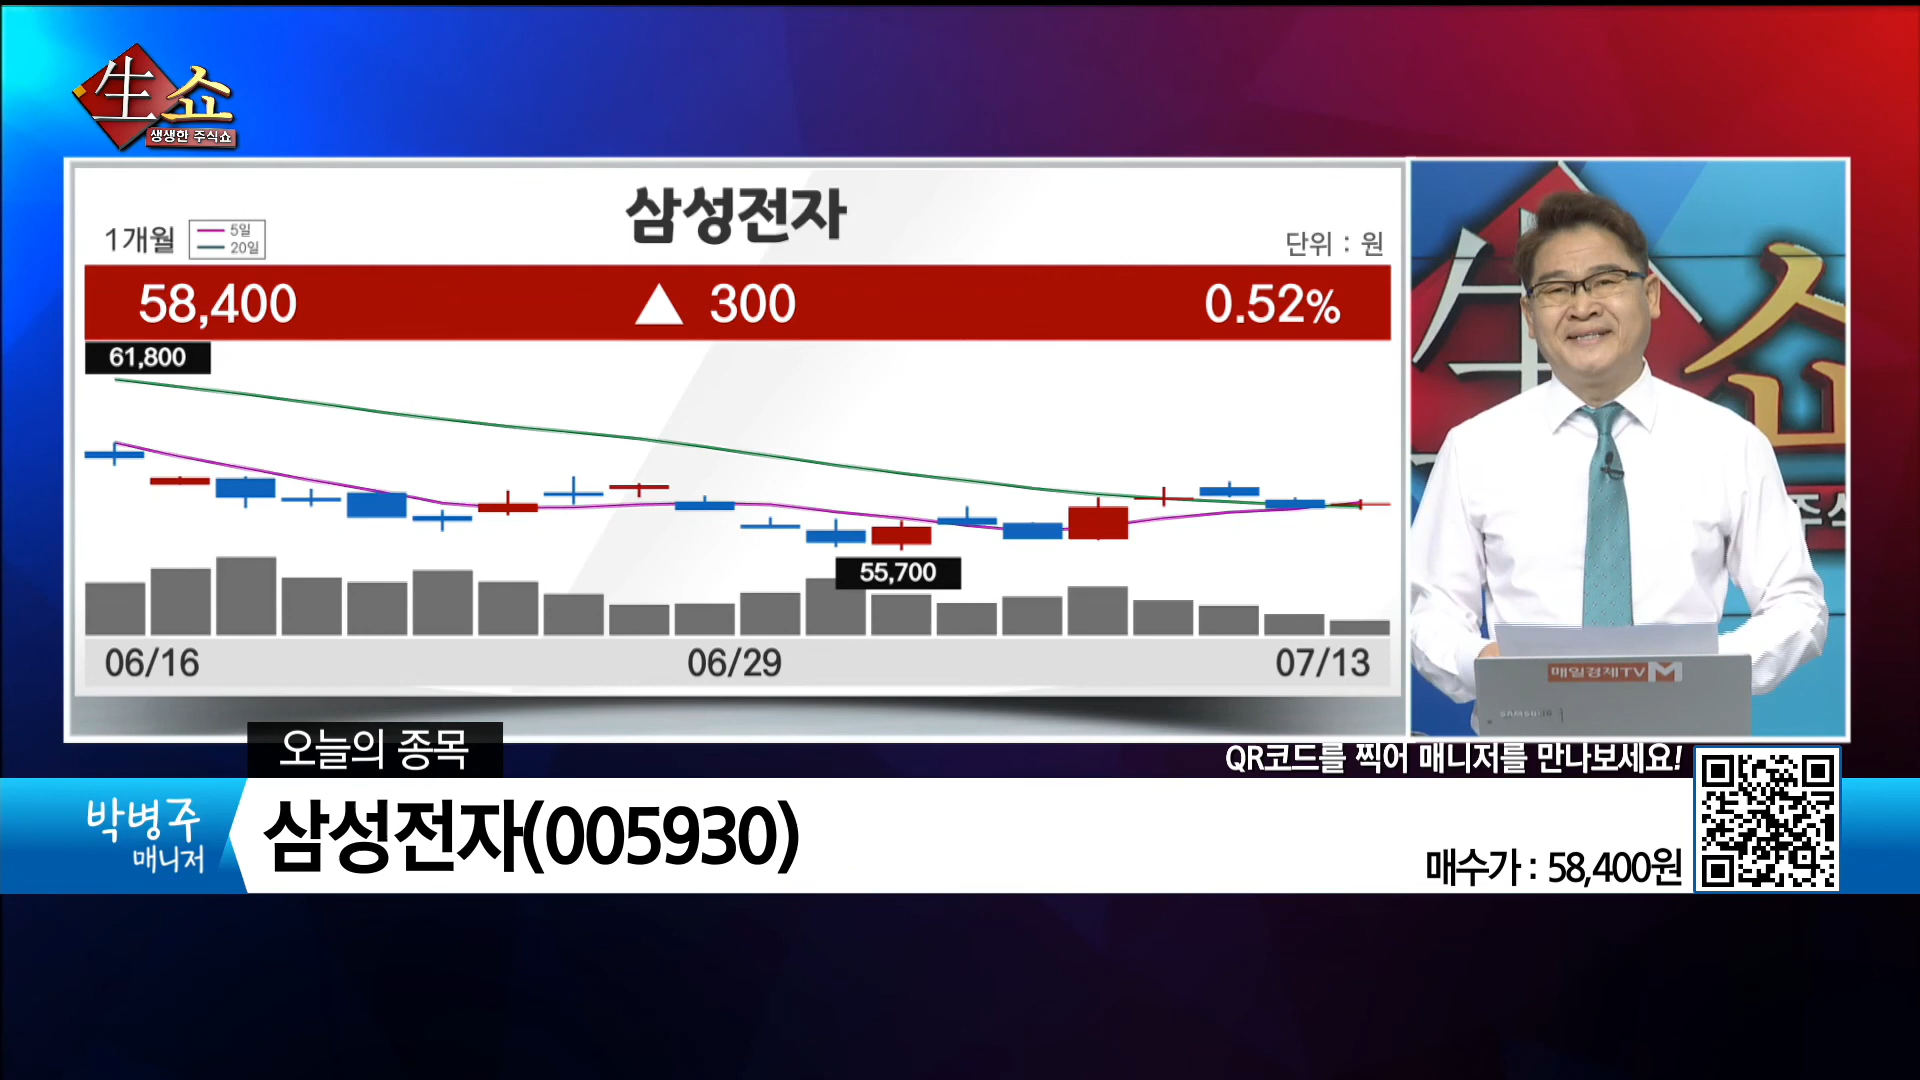 生쇼
생생한 주식쇼
삼성전자
1개월
5일
20일
단위 : 원
58,400 ▲ 300 0.52%
61,800
55,700
06/16 06/29 07/13
매일경제TV M
SAMSUNG
오늘의 종목
QR코드를 찍어 매니저를 만나보세요!
박병주
매니저
삼성전자(005930)
매수가 : 58,400원